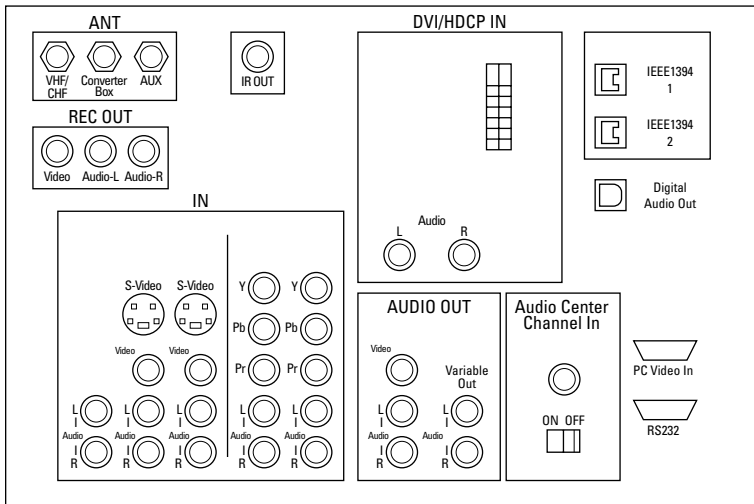 ANT
VHF/
CHF
Converter
Box
AUX
IR OUT
REC OUT
Video Audio-L Audio-R
DVI/HDCP IN
Audio
L R
IEEE1394
1
IEEE1394
2
Digital
Audio Out
IN
S-Video S-Video
Y Y
Pb Pb
Video Video
Pr Pr
L L L L L
I I I I I
Audio Audio Audio Audio Audio
I I I I I
R R R R R
AUDIO OUT
Video
Variable
Out
L L
I I
Audio Audio
I I
R R
Audio Center
Channel In
ON OFF
PC Video In
RS232